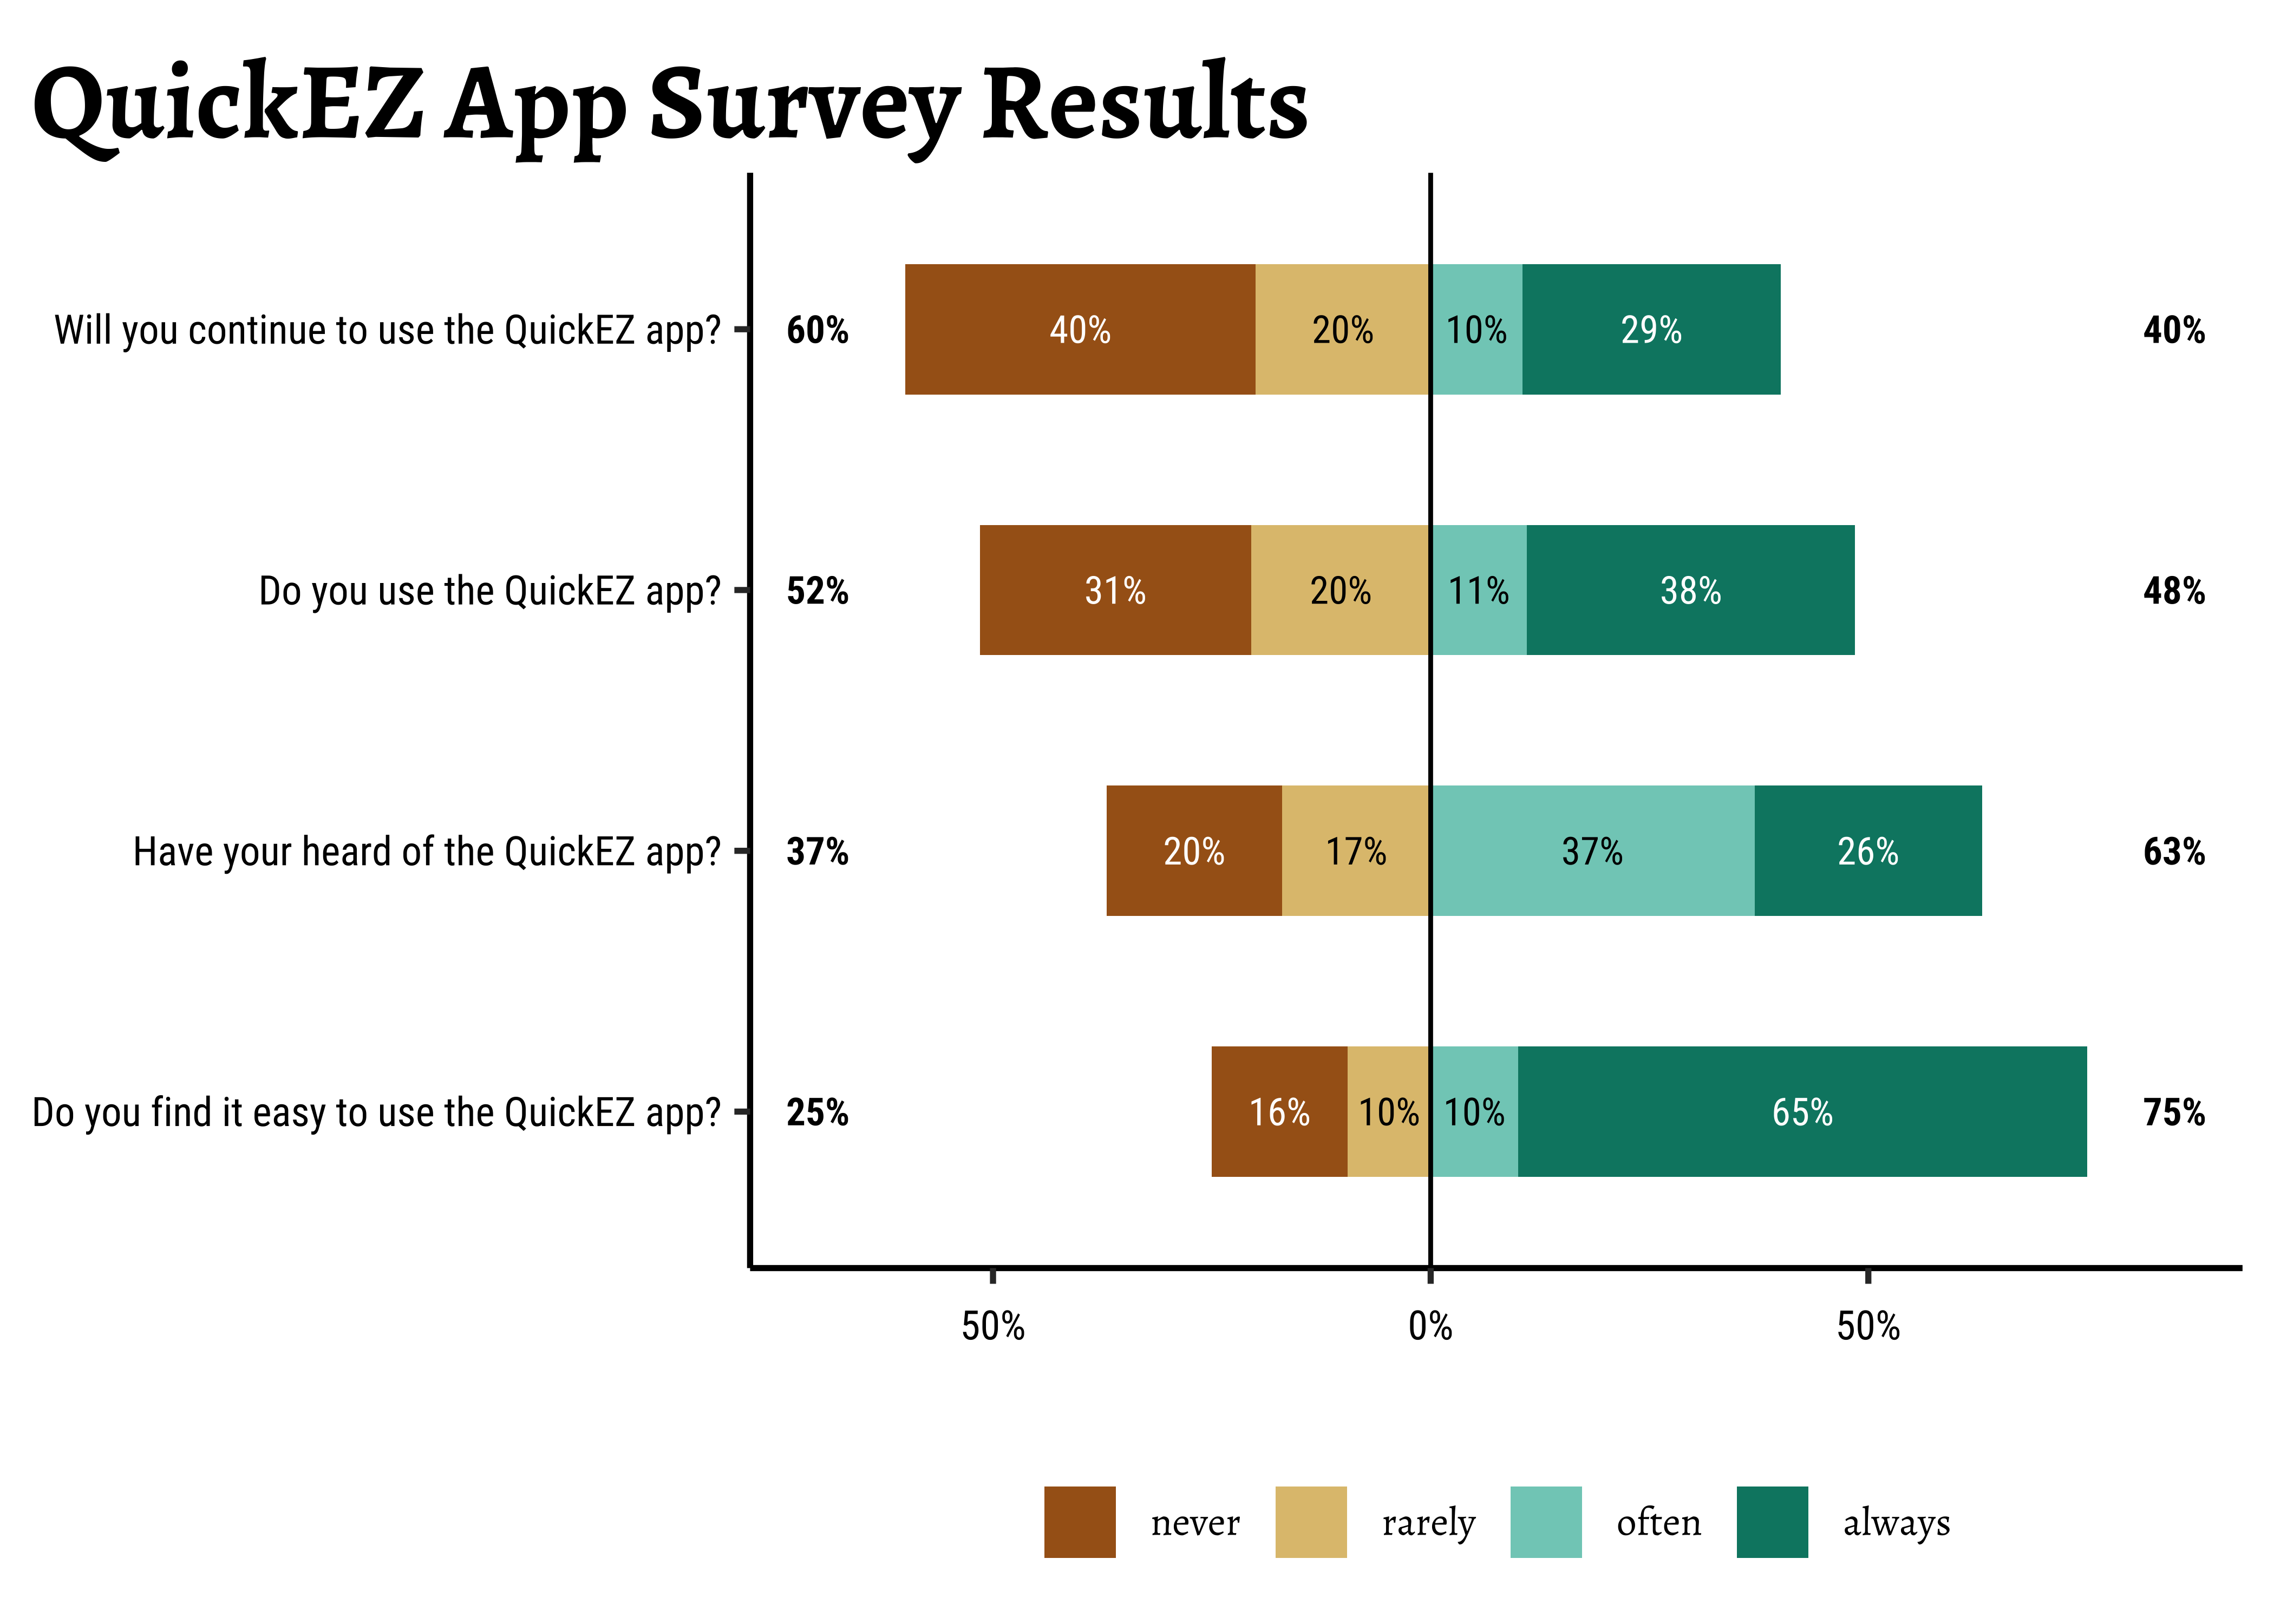 QuickEZ App Survey Results
Will you continue to use the QuickEZ app? 60% 40% 20% 10% 29% 40%
Do you use the QuickEZ app? 52% 31% 20% 11% 38% 48%
Have your heard of the QuickEZ app? 37% 20% 17% 37% 26% 63%
Do you find it easy to use the QuickEZ app? 25% 16% 10% 10% 65% 75%
50% 0% 50%
never rarely often always